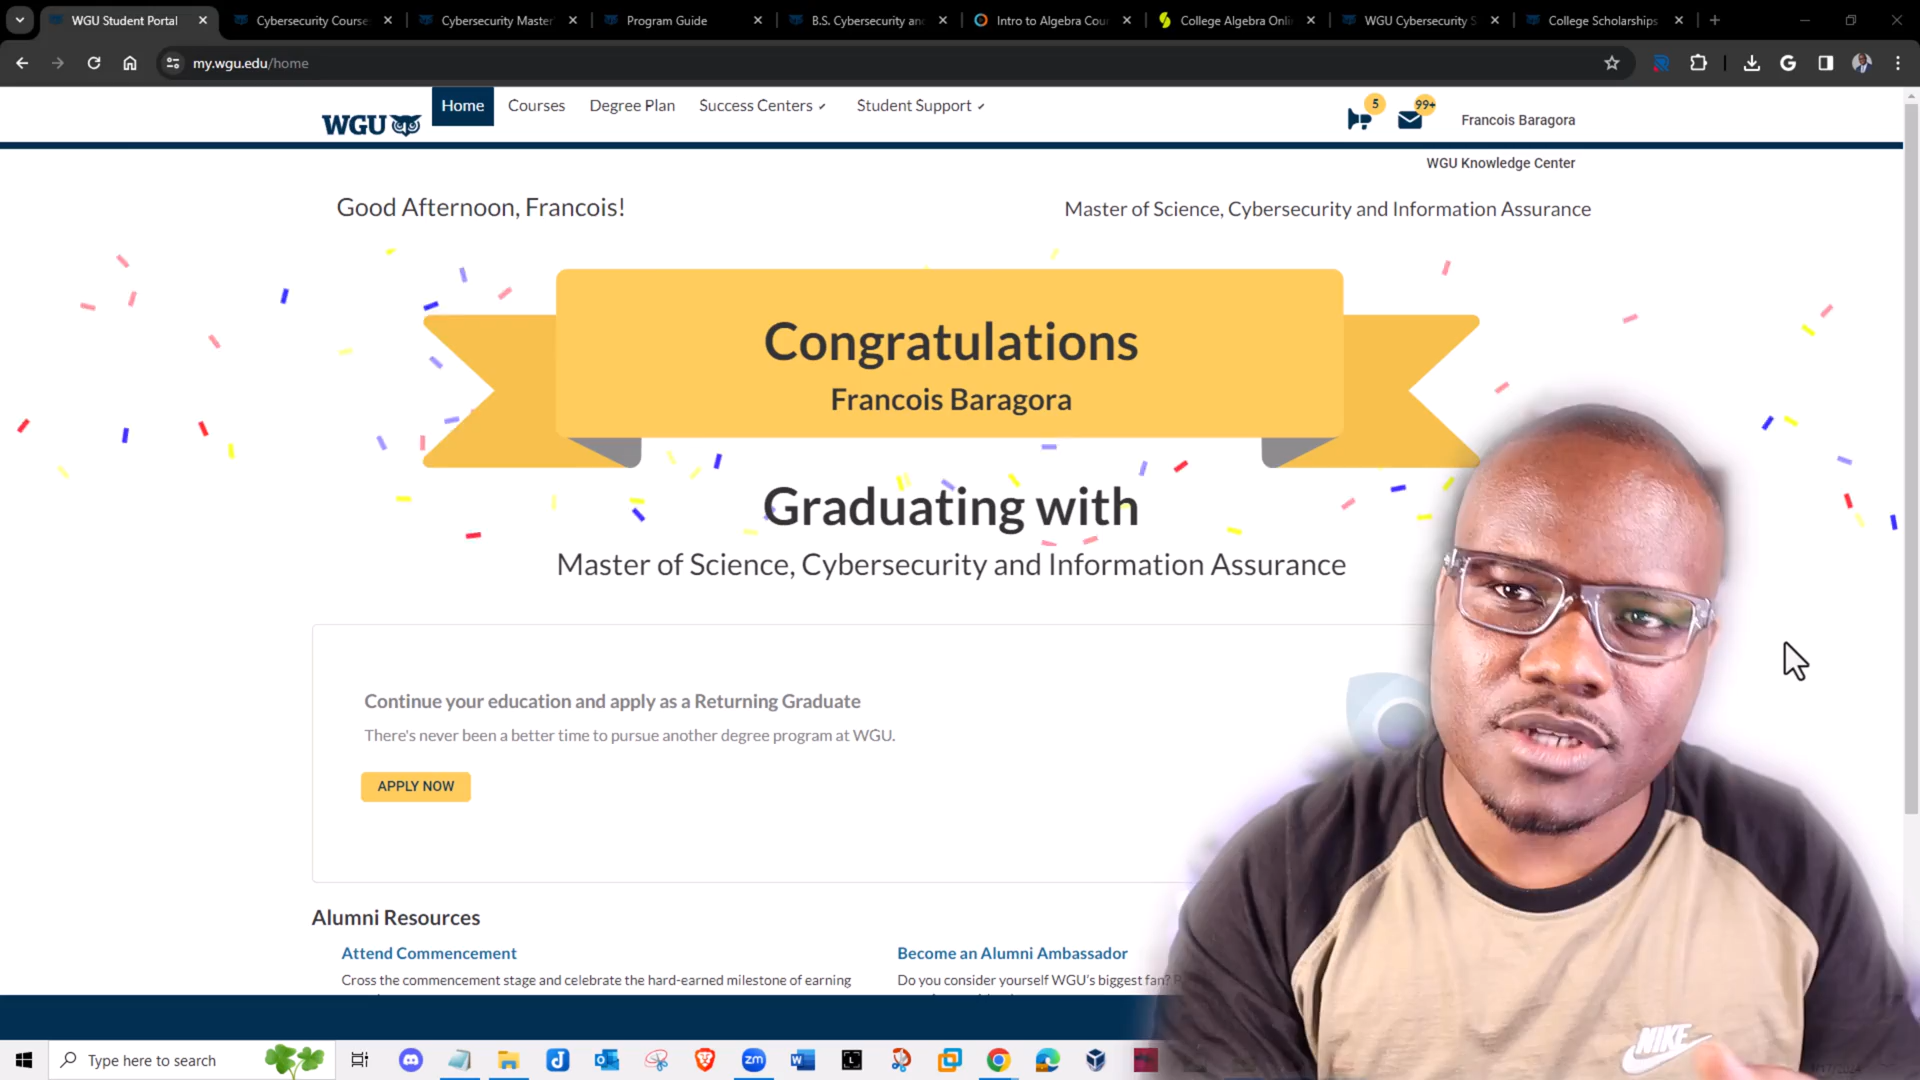 WGU Student Portal
Cybersecurity Course
Cybersecurity Master
Program Guide
B.S. Cybersecurity an
Intro to Algebra Cou
College Algebra Onli
WGU Cybersecurity S
College Scholarships
my.wgu.edu/home
WGU
Home
Courses
Degree Plan
Success Centers
Student Support
5
99+
Francois Baragora
WGU Knowledge Center
Good Afternoon, Francois!
Master of Science, Cybersecurity and Information Assurance
Congratulations
Francois Baragora
Graduating with
Master of Science, Cybersecurity and Information Assurance
Continue your education and apply as a Returning Graduate
There's never been a better time to pursue another degree program at WGU.
APPLY NOW
Alumni Resources
Attend Commencement
Cross the commencement stage and celebrate the hard-earned milestone of earning
Become an Alumni Ambassador
Do you consider yourself WGU's biggest fan?
Type here to search
zm
NIKE